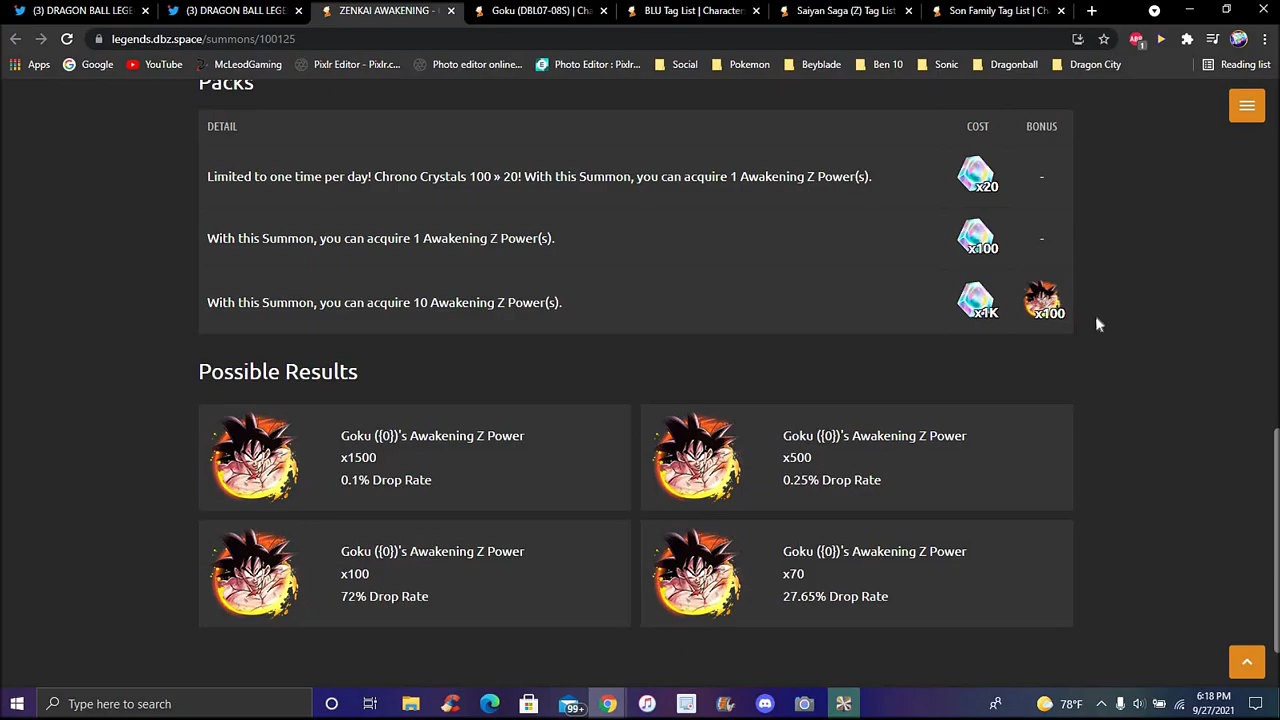 (3) DRAGON BALL LEGE
(3) DRAGON BALL LEGE
ZENKAI AWAKENING -
Goku (DBL07-08S) | Cha
BLU Tag List | Character
Saiyan Saga (Z) Tag List
Son Family Tag List | Ch
legends.dbz.space/summons/100125
ABP
1
Apps
Google
YouTube
McLeodGaming
Pixlr Editor - Pixlr.c...
Photo editor online...
Photo Editor : Pixlr...
Social
Pokemon
Beyblade
Ben 10
Sonic
Dragonball
Dragon City
Reading list
Packs
DETAIL COST BONUS
Limited to one time per day! Chrono Crystals 100 » 20! With this Summon, you can acquire 1 Awakening Z Power(s). x20 -
With this Summon, you can acquire 1 Awakening Z Power(s). x100 -
With this Summon, you can acquire 10 Awakening Z Power(s). x1K x100
Possible Results
Goku ({0})'s Awakening Z Power
x1500
0.1% Drop Rate
Goku ({0})'s Awakening Z Power
x500
0.25% Drop Rate
Goku ({0})'s Awakening Z Power
x100
72% Drop Rate
Goku ({0})'s Awakening Z Power
x70
27.65% Drop Rate
Type here to search
99+
78°F
6:18 PM
9/27/2021